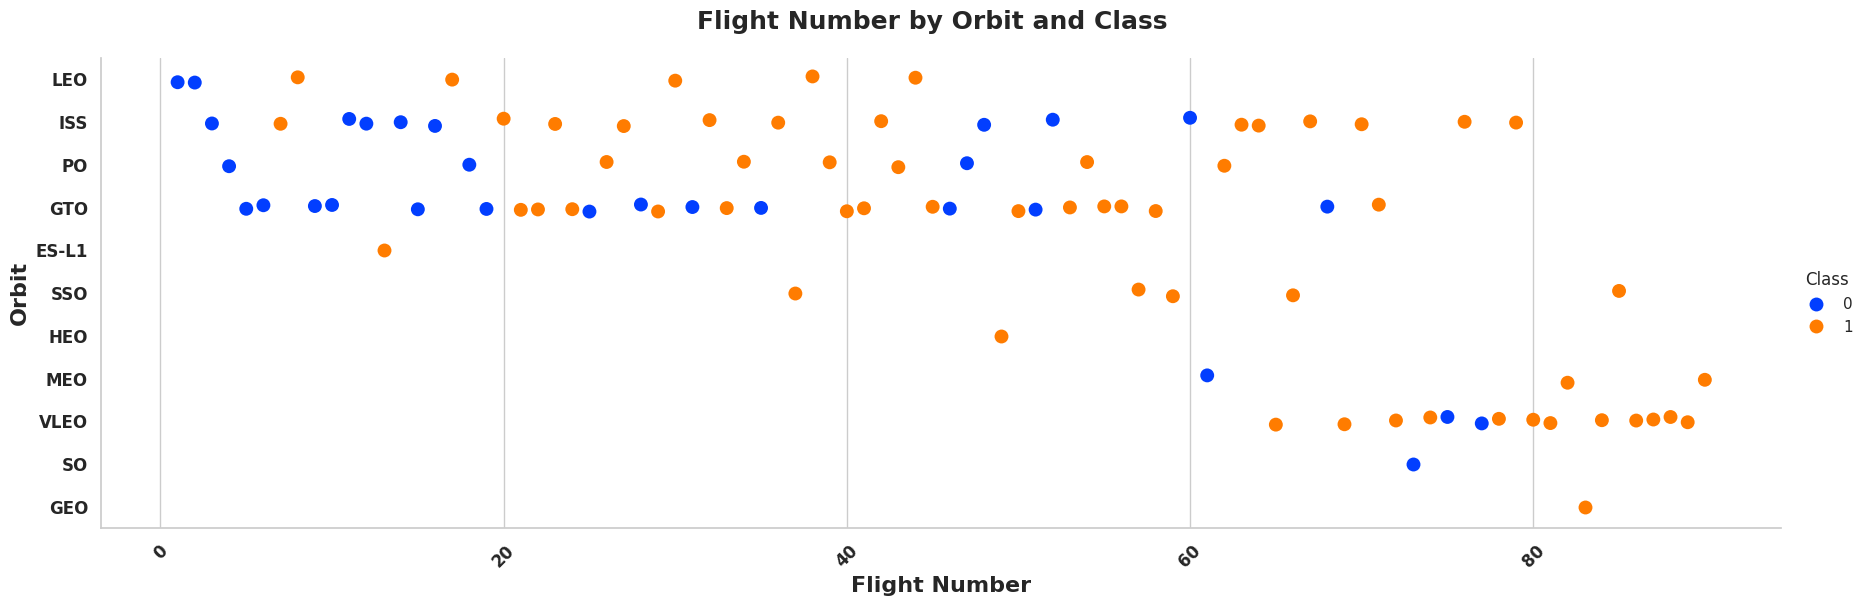 Flight Number by Orbit and Class
LEO
ISS
PO
GTO
ES-L1
SSO
HEO
MEO
VLEO
SO
GEO
Orbit
0
20
40
60
80
Flight Number
Class
0
1